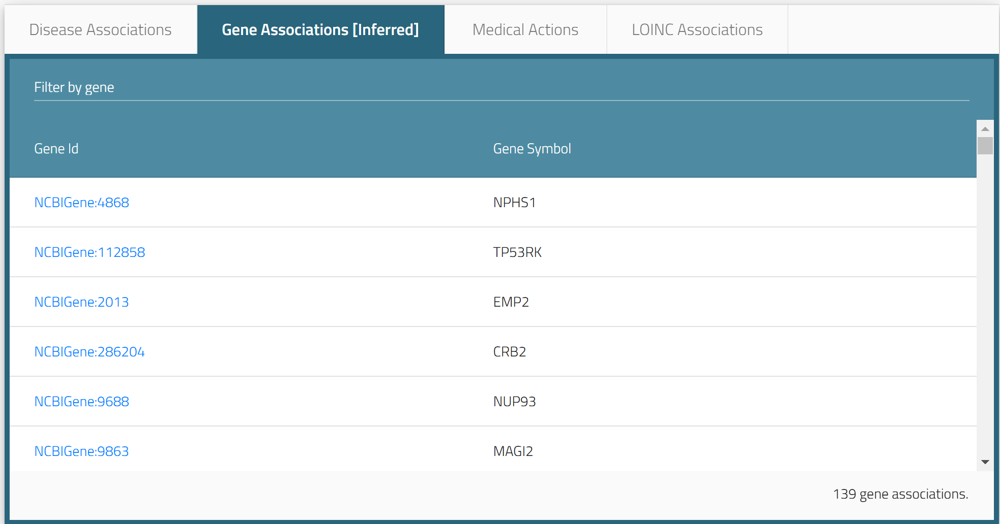 Disease Associations Gene Associations [Inferred] Medical Actions LOINC Associations
Filter by gene
Gene Id Gene Symbol
NCBIGene:4868 NPHS1
NCBIGene:112858 TP53RK
NCBIGene:2013 EMP2
NCBIGene:286204 CRB2
NCBIGene:9688 NUP93
NCBIGene:9863 MAGI2
139 gene associations.